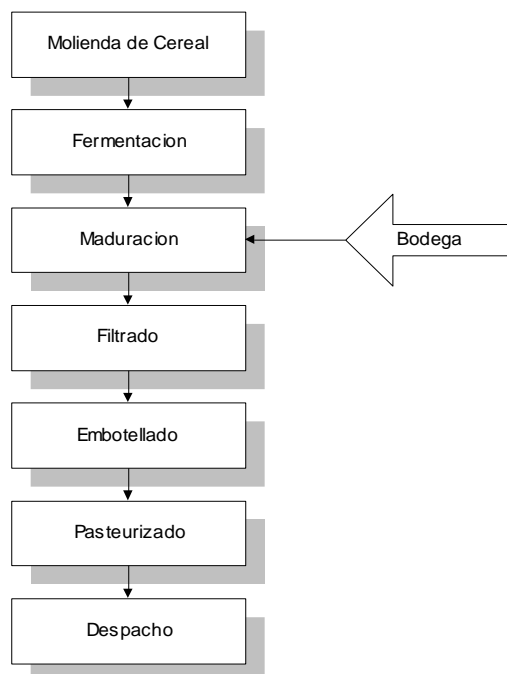 Molienda de Cereal
Fermentacion
Maduracion
Bodega
Filtrado
Embotellado
Pasteurizado
Despacho